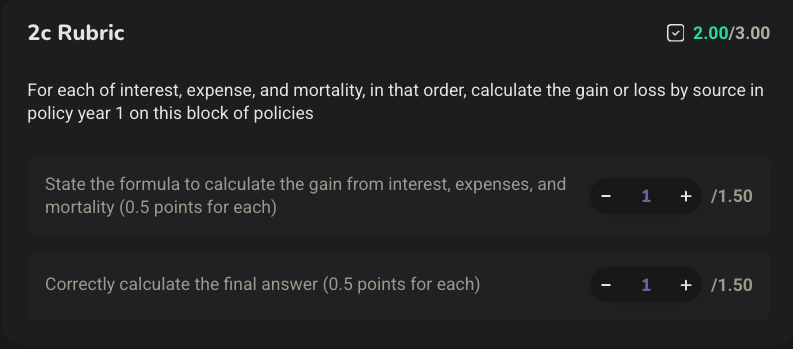 2c Rubric
2.00/3.00
For each of interest, expense, and mortality, in that order, calculate the gain or loss by source in
policy year 1 on this block of policies
State the formula to calculate the gain from interest, expenses, and
mortality (0.5 points for each)
− 1 + /1.50
Correctly calculate the final answer (0.5 points for each)
− 1 + /1.50